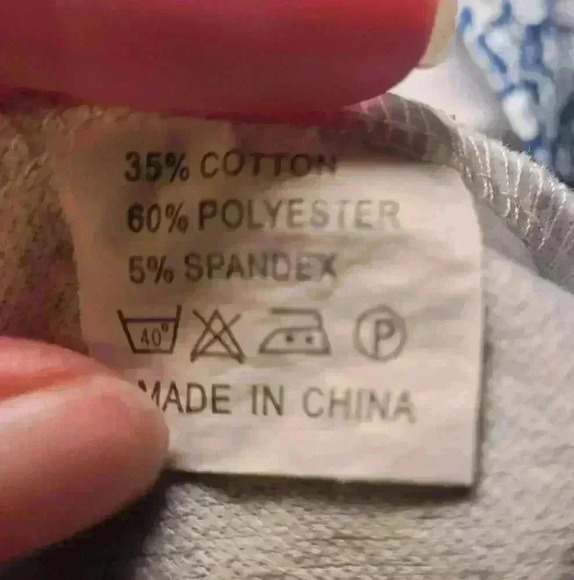 35% COTTON
60% POLYESTER
5% SPANDEX
40° P
MADE IN CHINA